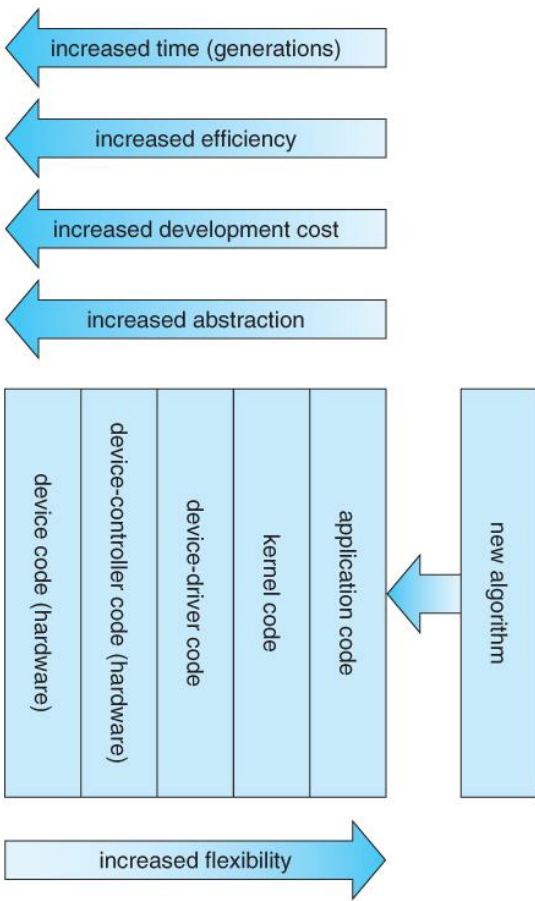 increased time (generations)
increased efficiency
increased development cost
increased abstraction
device code (hardware)
device-controller code (hardware)
device-driver code
kernel code
application code
new algorithm
increased flexibility